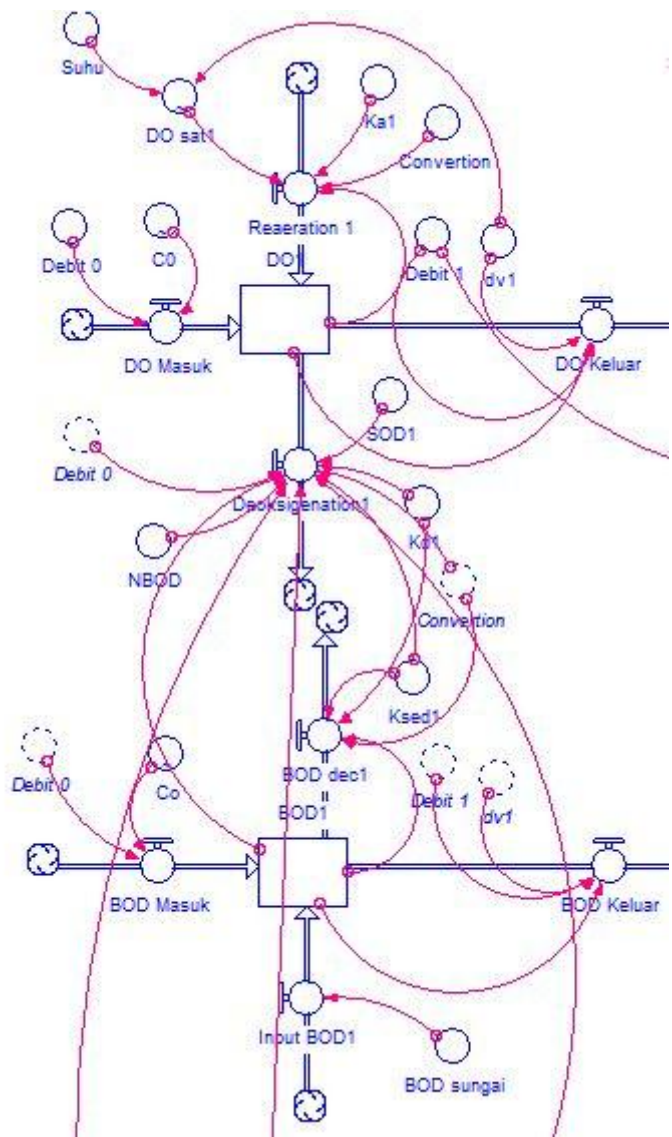 Suhu
DO sat1
Ka1
Convertion
Reaeration 1
Debit 0
C0
DO1
Debit 1
dv1
DO Masuk
DO Keluar
SOD1
Debit 0
Deoksigenation1
Kd1
NBOD
Convertion
Ksed1
Debit 0
Co
BOD dec1
Debit 1
dv1
BOD1
BOD Masuk
BOD Keluar
Input BOD1
BOD sungai